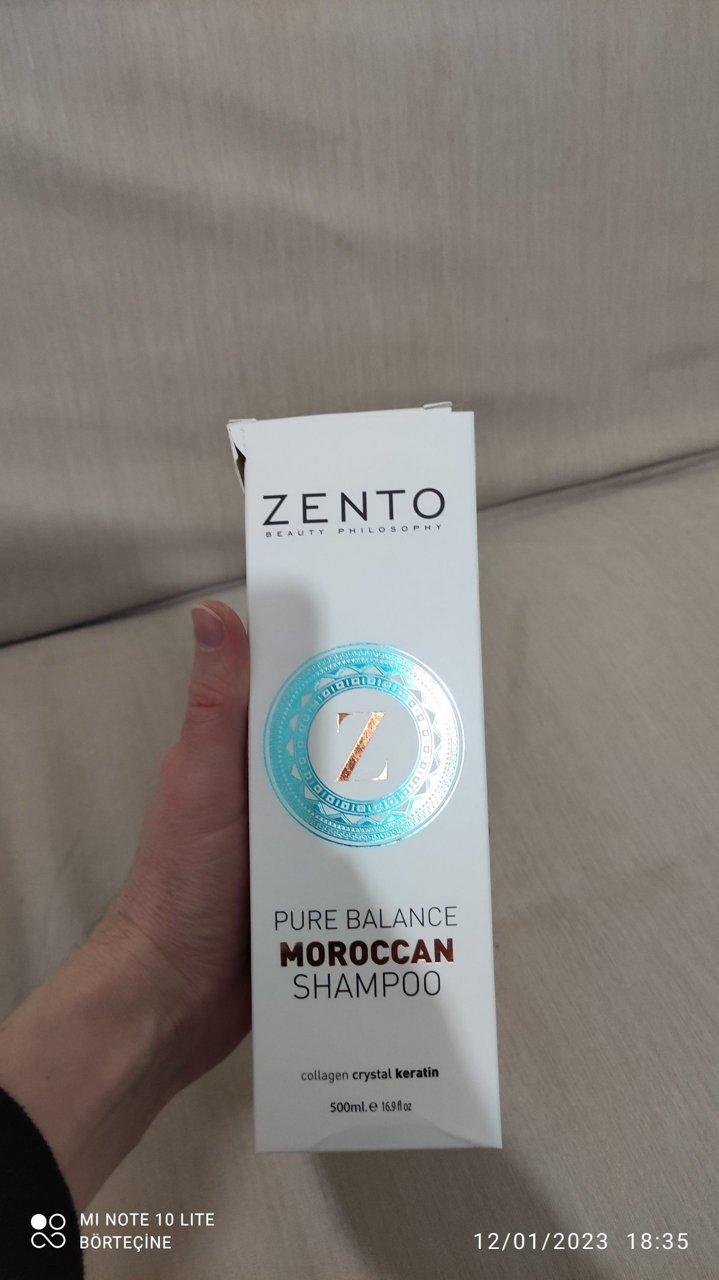 ZENTO
BEAUTY PHILOSOPHY
Z
PURE BALANCE
MOROCCAN
SHAMPOO
collagen crystal keratin
500ml. ℮ 16.9 fl oz
MI NOTE 10 LITE
BÖRTEÇİNE
12/01/2023 18:35